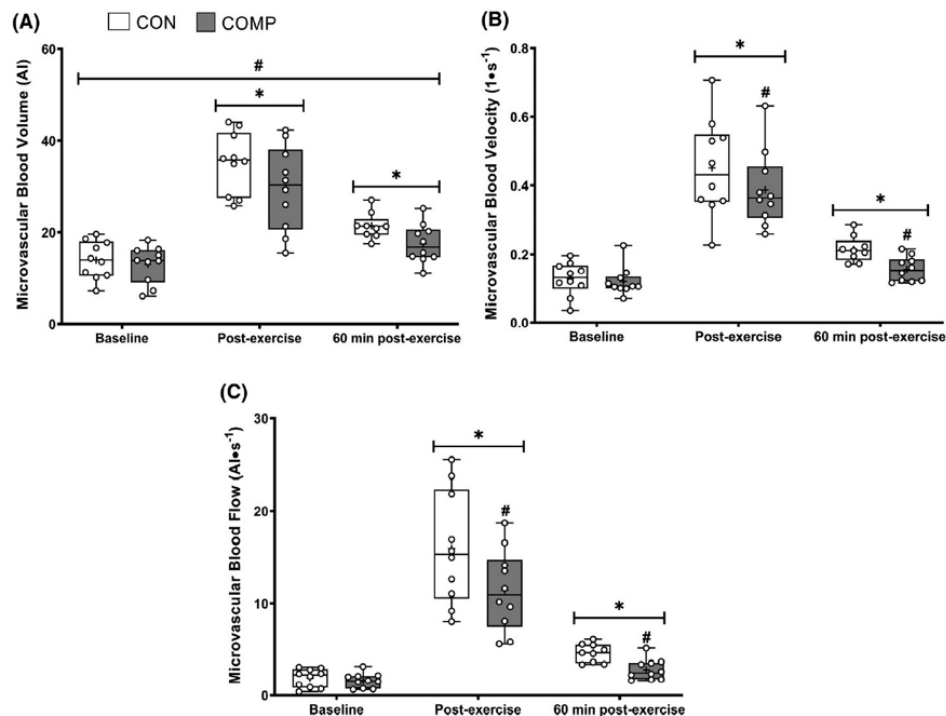 (A)
CON COMP
Microvascular Blood Volume (AI)
60
40
20
0
#
*
*
Baseline Post-exercise 60 min post-exercise
(B)
Microvascular Blood Velocity (1•s-1)
0.8
0.6
0.4
0.2
0.0
*
#
*
#
Baseline Post-exercise 60 min post-exercise
(C)
Microvascular Blood Flow (AI•s-1)
30
20
10
0
*
#
*
#
Baseline Post-exercise 60 min post-exercise